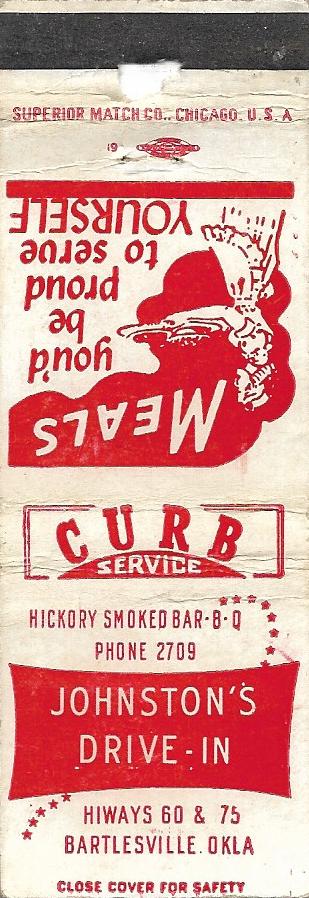 SUPERIOR MATCH CO., CHICAGO, U.S.A
19
MEALS
you'd
be
proud
to serve
YOURSELF
CURB
SERVICE
HICKORY SMOKED BAR-B-Q
PHONE 2709
JOHNSTON'S
DRIVE-IN
HIWAYS 60 & 75
BARTLESVILLE. OKLA
CLOSE COVER FOR SAFETY